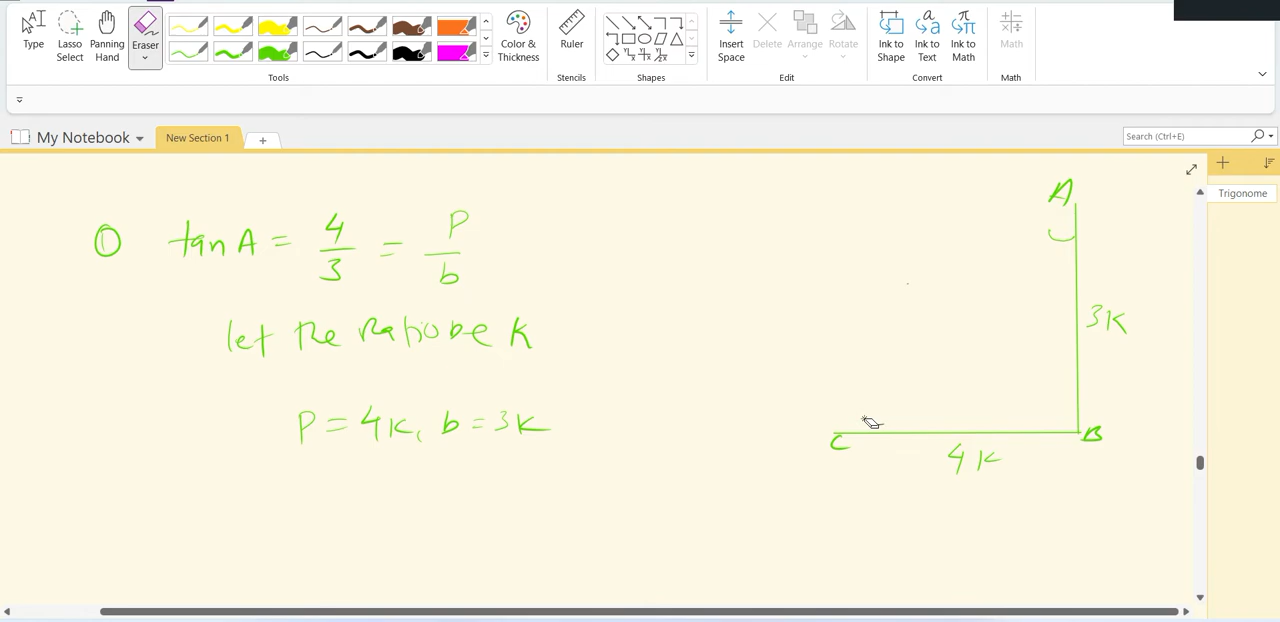 Type
Lasso Select
Panning Hand
Eraser
Color & Thickness
Ruler
Insert Space
Delete
Arrange
Rotate
Ink to Shape
Ink to Text
Ink to Math
Math
Tools
Stencils
Shapes
Edit
Convert
Math
My Notebook
New Section 1
+
Search (Ctrl+E)
Trigonome
① tan A = 4/3 = P/b
let the Ratio be K
P = 4K, b = 3K
A
3K
C
B
4K